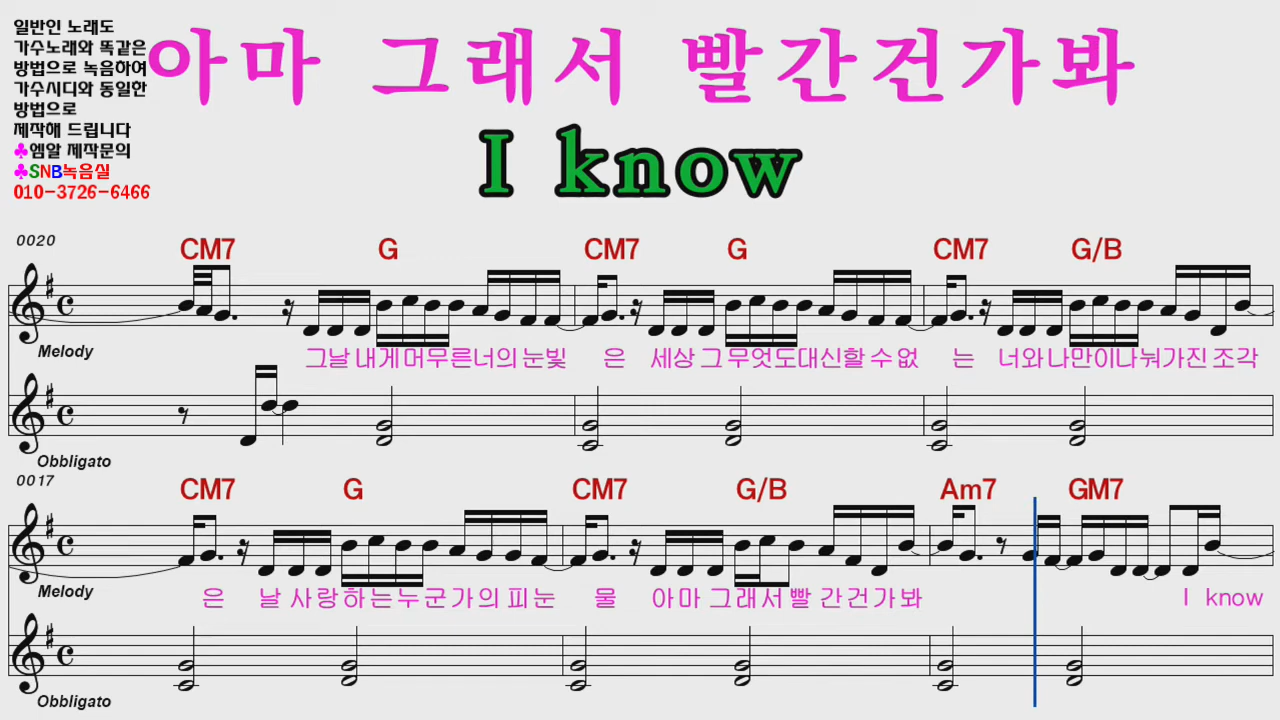 일반인 노래도
가수노래와 똑같은
방법으로 녹음하여
가수시디와 동일한
방법으로
제작해 드립니다
♣엠알 제작문의
♣SNB녹음실
010-3726-6466
아마 그래서 빨간건가봐
I know
0020
CM7 G CM7 G CM7 G/B
Melody
그날 내게 머무른너의 눈빛 은 세상 그 무엇도대신할 수 없 는 너와 나만이나눠가진 조각
Obbligato
0017
CM7 G CM7 G/B Am7 GM7
Melody
은 날 사랑 하는누군가의 피눈 물 아마 그래서 빨 간건가봐 I know
Obbligato